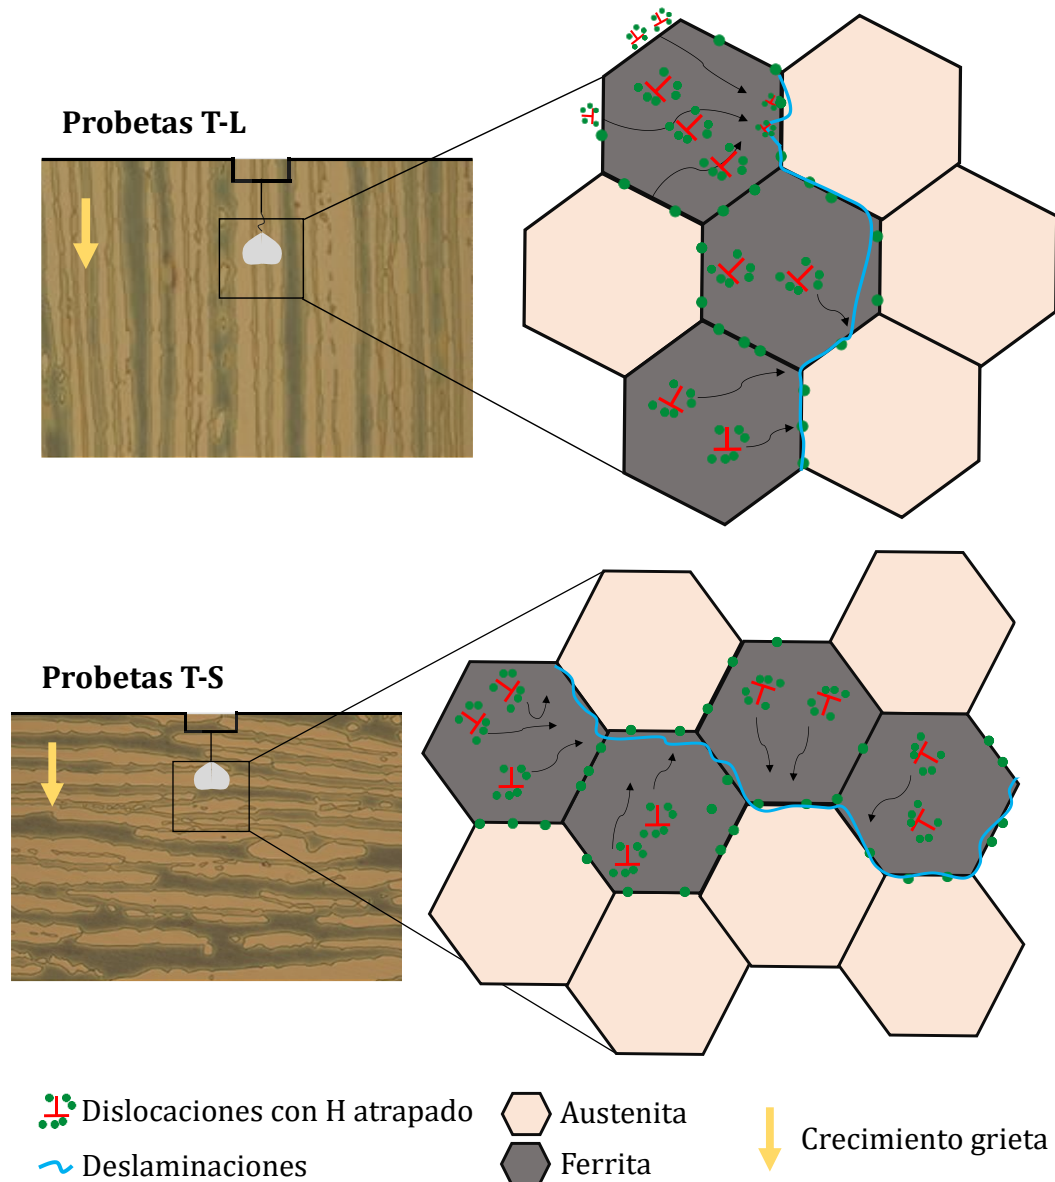 Probetas T-L
Probetas T-S
Dislocaciones con H atrapado
Austenita
Crecimiento grieta
Deslaminaciones
Ferrita